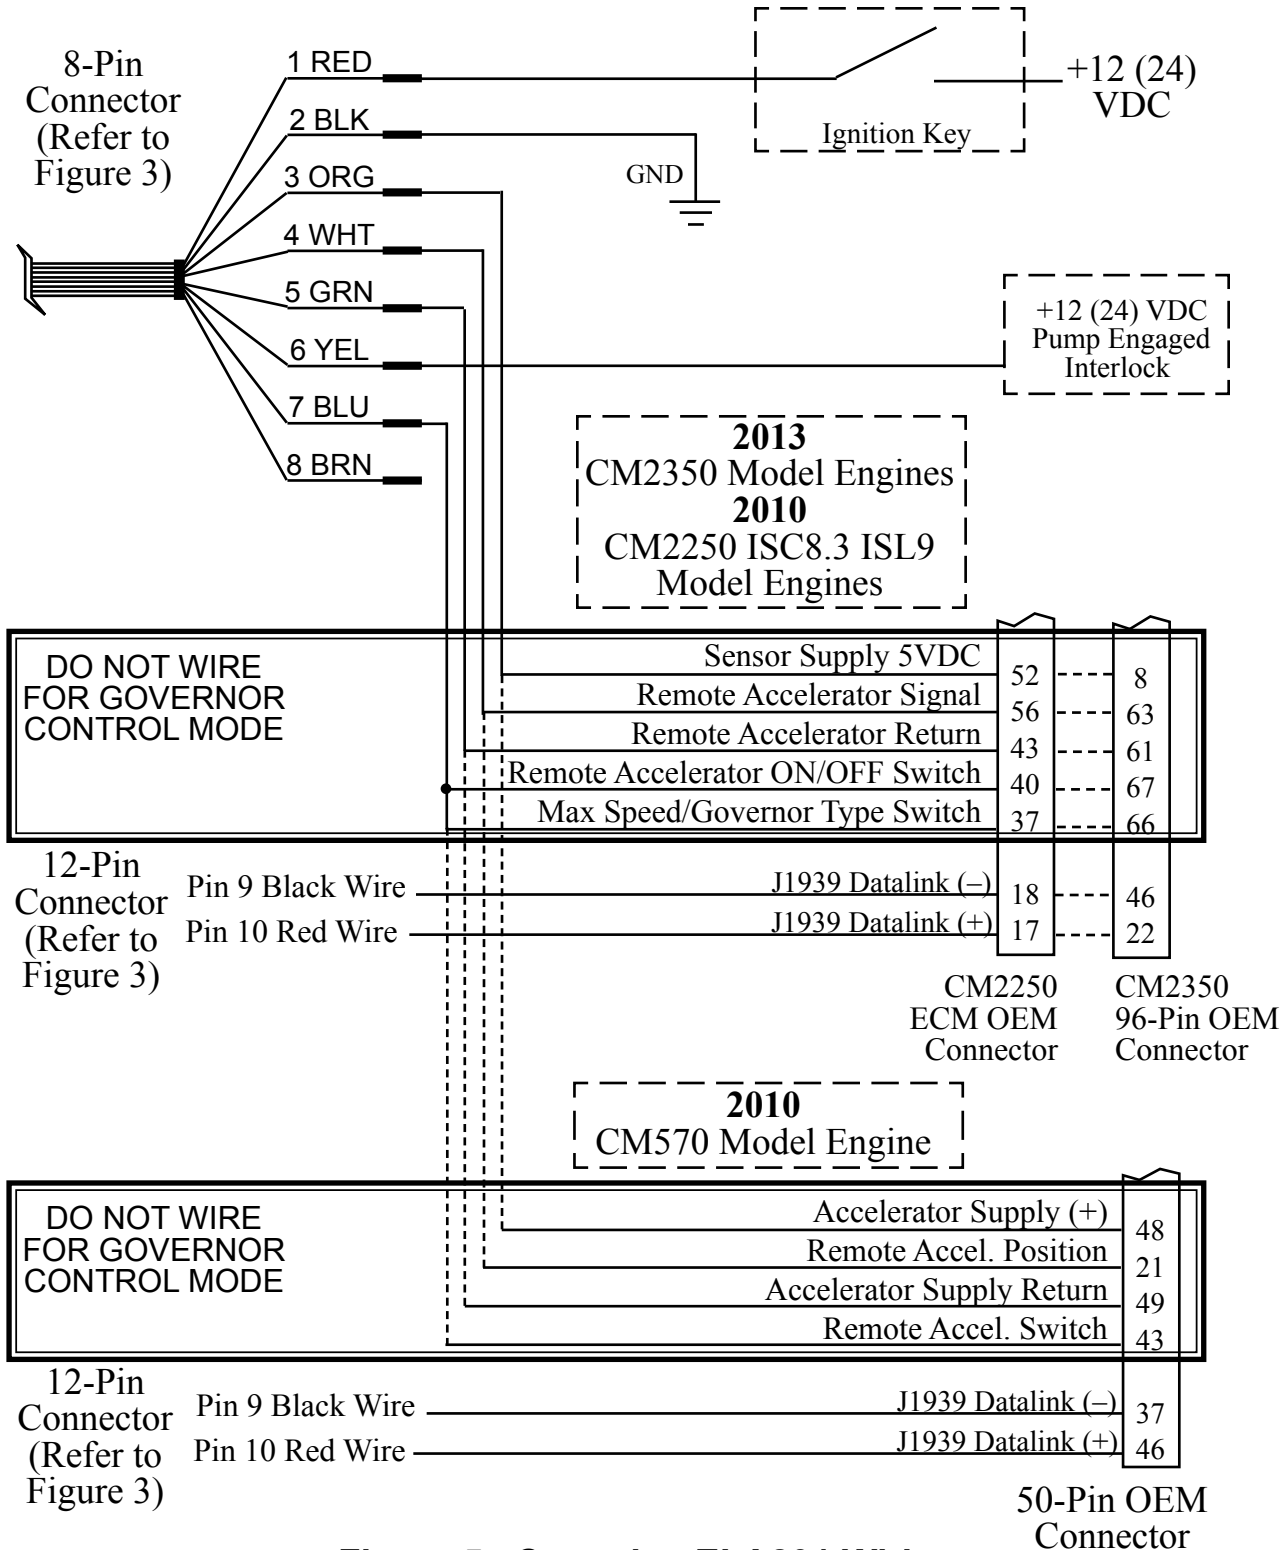 8-Pin
Connector
(Refer to
Figure 3)
1 RED
2 BLK
3 ORG
4 WHT
5 GRN
6 YEL
7 BLU
8 BRN
Ignition Key
+12 (24)
VDC
GND
+12 (24) VDC
Pump Engaged
Interlock
2013
CM2350 Model Engines
2010
CM2250 ISC8.3 ISL9
Model Engines
DO NOT WIRE
FOR GOVERNOR
CONTROL MODE
Sensor Supply 5VDC 52 8
Remote Accelerator Signal 56 63
Remote Accelerator Return 43 61
Remote Accelerator ON/OFF Switch 40 67
Max Speed/Governor Type Switch 37 66
12-Pin
Connector
(Refer to
Figure 3)
Pin 9 Black Wire J1939 Datalink (–) 18 46
Pin 10 Red Wire J1939 Datalink (+) 17 22
CM2250
ECM OEM
Connector
CM2350
96-Pin OEM
Connector
2010
CM570 Model Engine
DO NOT WIRE
FOR GOVERNOR
CONTROL MODE
Accelerator Supply (+) 48
Remote Accel. Position 21
Accelerator Supply Return 49
Remote Accel. Switch 43
12-Pin
Connector
(Refer to
Figure 3)
Pin 9 Black Wire J1939 Datalink (–) 37
Pin 10 Red Wire J1939 Datalink (+) 46
50-Pin OEM
Connector